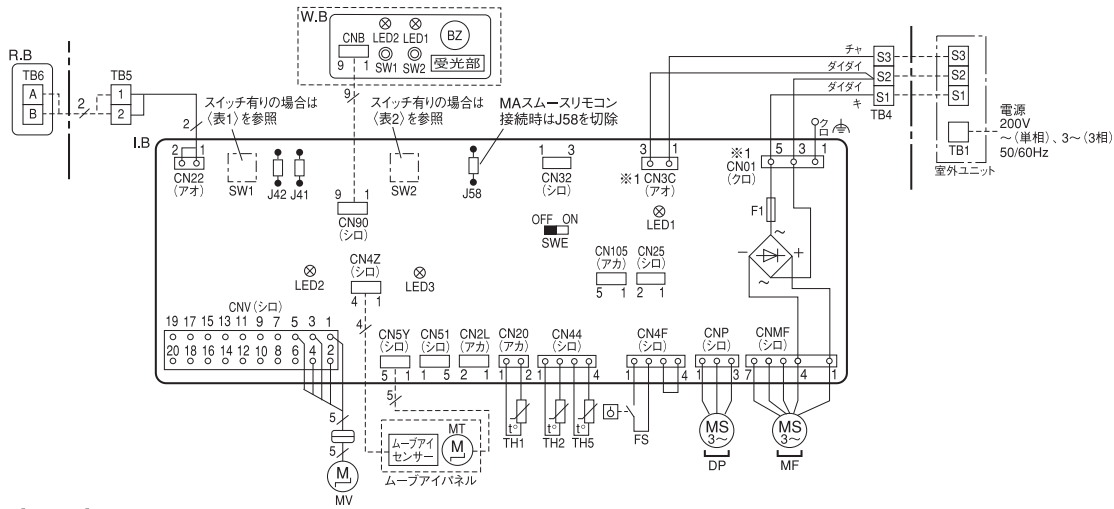 W.B
CNB
LED2 LED1
BZ
9 1
SW1 SW2
受光部
R.B
TB6
A
B
2
TB5
1
2
スイッチ有りの場合は
〈表1〉を参照
スイッチ有りの場合は
〈表2〉を参照
MAスムースリモコン
接続時はJ58を切除
チャ
ダイダイ
ダイダイ
キ
S3
S2
S1
TB4
S3
S2
S1
TB1
室外ユニット
電源
200V
～(単相)、3～(3相)
50/60Hz
クロ
I.B
2
9
2 1
CN22
(アオ)
SW1
J42 J41
9 1
CN90
(シロ)
SW2
J58
1 3
CN32
(シロ)
3 1
※1 CN3C
(アオ)
LED1
※1
CN01
(クロ)
5 3 1
F1
～
－ ＋
～
OFF ON
SWE
CN105
(アカ)
5 1
CN25
(シロ)
2 1
LED2
CN4Z
(シロ)
4 1
LED3
4
CNV(シロ)
19 17 15 13 11 9 7 5 3 1
20 18 16 14 12 10 8 6 4 2
CN5Y
(シロ)
5 1
CN51
(シロ)
1 5
CN2L
(アカ)
2 1
CN20
(アカ)
1 2
CN44
(シロ)
1 4
CN4F
(シロ)
1 4
CNP
(シロ)
1 3
CNMF
(シロ)
7 4 1
5
5
5
M
MV
ムーブアイ
センサー
MT
M
ムーブアイパネル
t°
TH1
t°
TH2
t°
TH5
FS
MS
3～
DP
MS
3～
MF